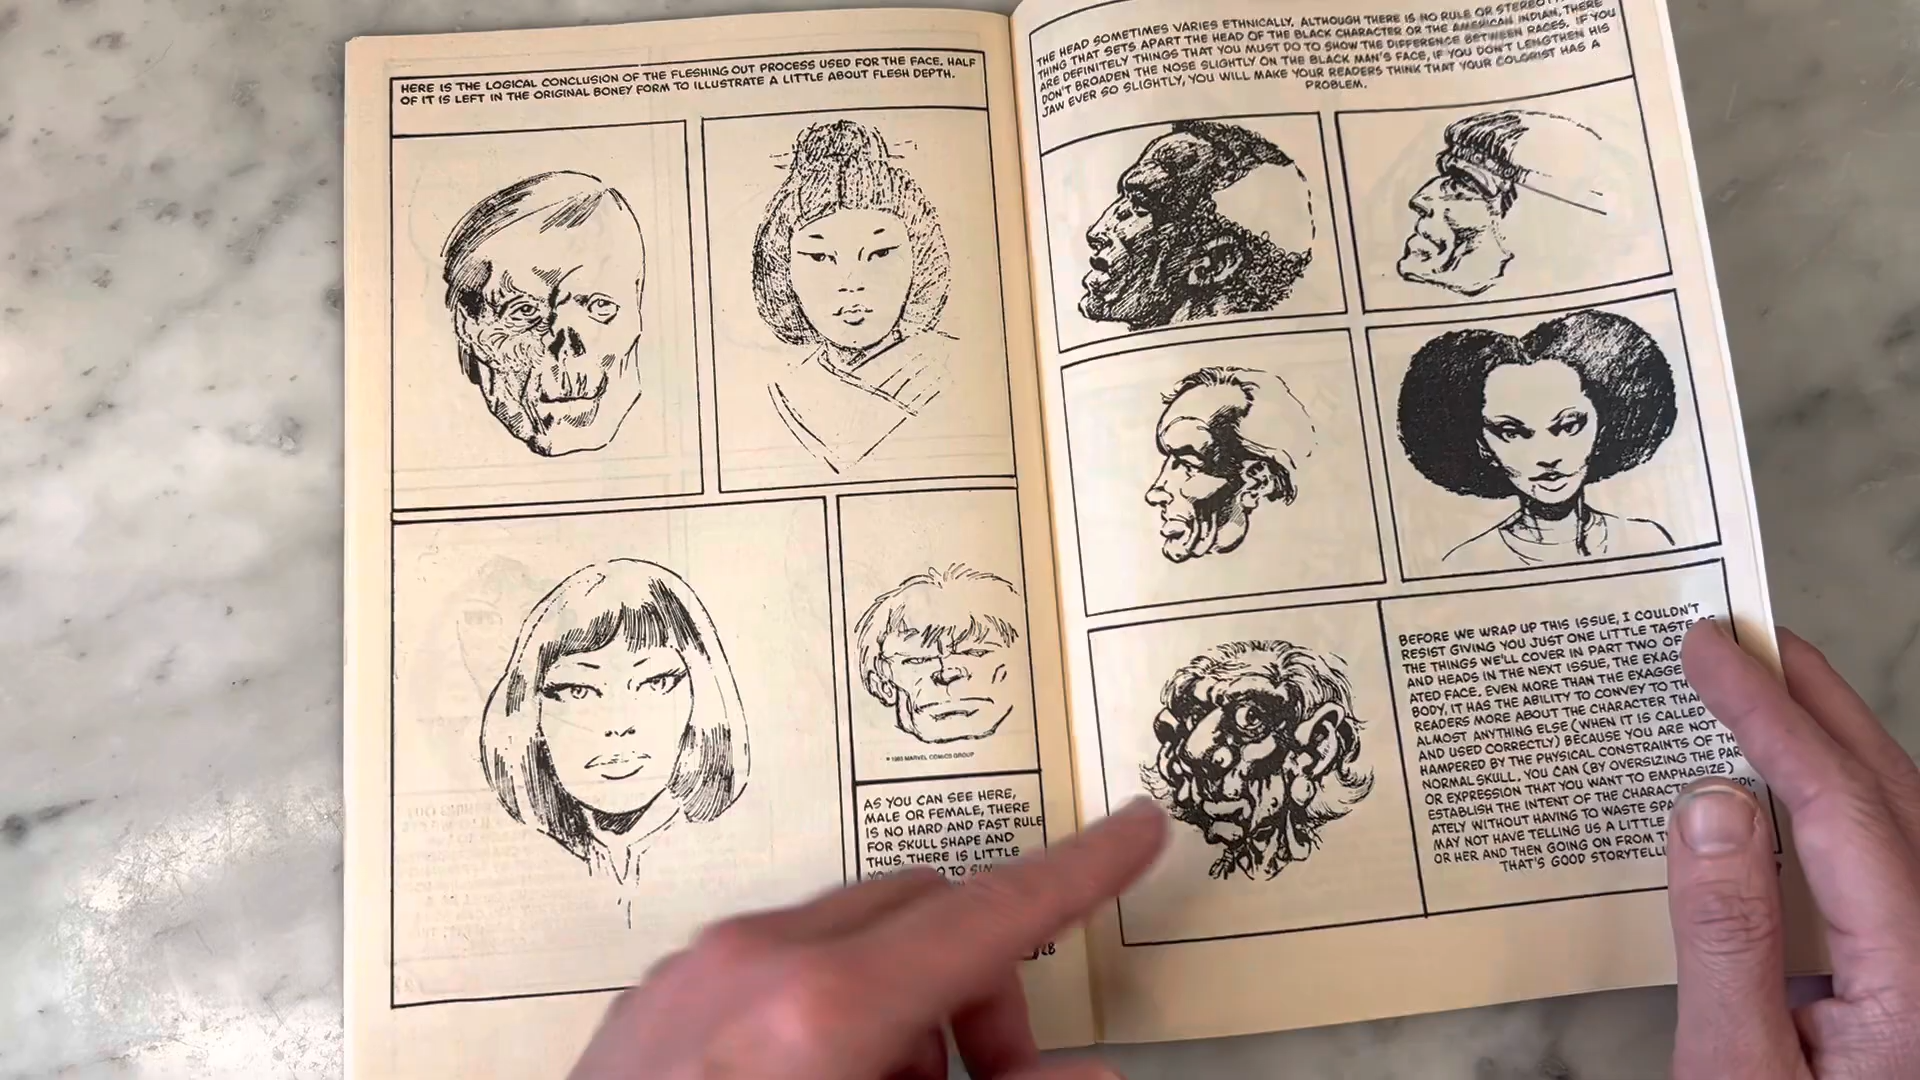 HERE IS THE LOGICAL CONCLUSION OF THE FLESHING OUT PROCESS USED FOR THE FACE. HALF
OF IT IS LEFT IN THE ORIGINAL BONEY FORM TO ILLUSTRATE A LITTLE ABOUT FLESH DEPTH.
© 1983 MARVEL COMICS GROUP
AS YOU CAN SEE HERE,
MALE OR FEMALE, THERE
IS NO HARD AND FAST RULE
FOR SKULL SHAPE AND
THUS, THERE IS LITTLE
TO
28
THE HEAD SOMETIMES VARIES ETHNICALLY. ALTHOUGH THERE IS NO RULE OR
THING THAT SETS APART THE HEAD OF THE BLACK CHARACTER OR THE AMERICAN INDIAN, THERE
ARE DEFINITELY THINGS THAT YOU MUST DO TO SHOW THE DIFFERENCE BETWEEN RACES. IF YOU
DON'T BROADEN THE NOSE SLIGHTLY ON THE BLACK MAN'S FACE, IF YOU DON'T LENGTHEN HIS
JAW EVER SO SLIGHTLY, YOU WILL MAKE YOUR READERS THINK THAT YOUR COLORIST HAS A
PROBLEM.
BEFORE WE WRAP UP THIS ISSUE, I COULDN'T
RESIST GIVING YOU JUST ONE LITTLE TASTE
THE THINGS WE'LL COVER IN PART TWO OF
AND HEADS IN THE NEXT ISSUE, THE
ATED FACE. EVEN MORE THAN THE
BODY, IT HAS THE ABILITY TO CONVEY TO
READERS MORE ABOUT THE CHARACTER THAN
ALMOST ANYTHING ELSE (WHEN IT IS CALLED
AND USED CORRECTLY) BECAUSE YOU ARE NOT
HAMPERED BY THE PHYSICAL CONSTRAINTS OF
NORMAL SKULL. YOU CAN (BY OVERSIZING THE
OR EXPRESSION THAT YOU WANT TO EMPHASIZE)
ESTABLISH THE INTENT OF THE
ATELY WITHOUT HAVING TO WASTE
MAY NOT HAVE TELLING US A LITTLE
OR HER AND THEN GOING ON FROM
THAT'S GOOD